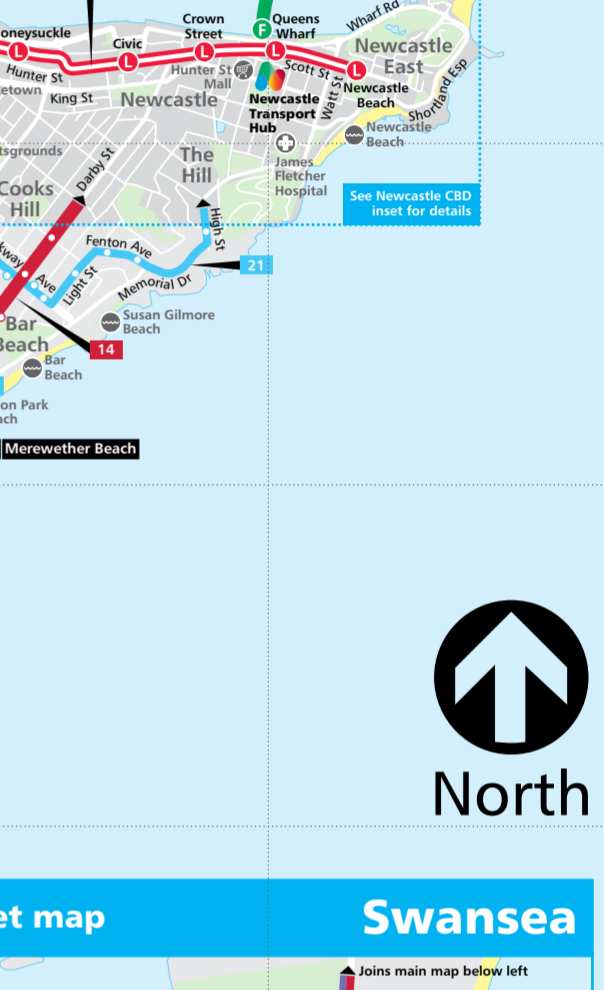 Wharf Rd
Crown
Street
F
Queens
Wharf
oneysuckle
Civic
L
L
L
L
L
Newcastle
East
Hunter St
Hunter St
Mall
Scott St
Watt St
Shortland Esp
etown
King St
Newcastle
Newcastle
Transport
Hub
Newcastle
Beach
Newcastle
Beach
tsgrounds
Darby St
The
Hill
James
Fletcher
Hospital
Cooks
Hill
See Newcastle CBD
inset for details
High St
Fenton Ave
kway
Ave
Light St
Memorial Dr
21
Susan Gilmore
Beach
Bar
Beach
14
Bar
Beach
on Park
ach
Merewether Beach
North
et map
Swansea
Joins main map below left